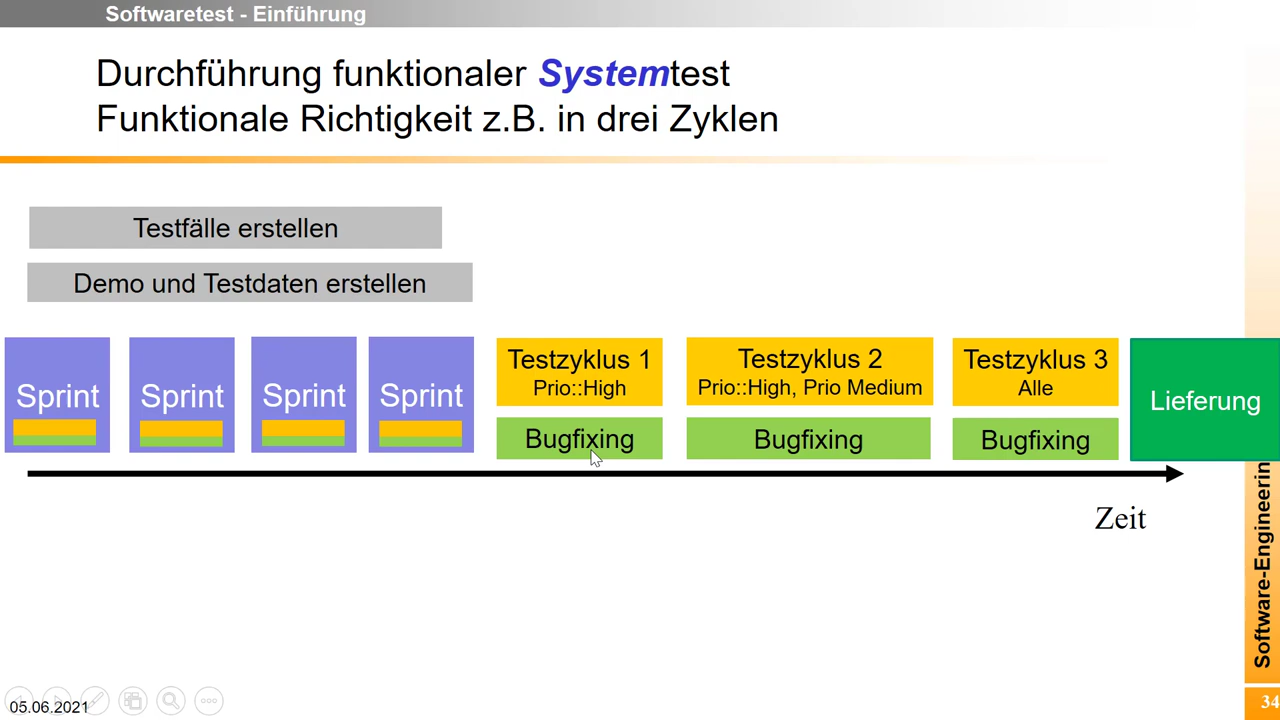 Softwaretest - Einführung
Durchführung funktionaler Systemtest
Funktionale Richtigkeit z.B. in drei Zyklen
Testfälle erstellen
Demo und Testdaten erstellen
Sprint
Sprint
Sprint
Sprint
Testzyklus 1
Prio::High
Testzyklus 2
Prio::High, Prio Medium
Testzyklus 3
Alle
Lieferung
Bugfixing
Bugfixing
Bugfixing
Zeit
Software-Engineerin
05.06.2021
34